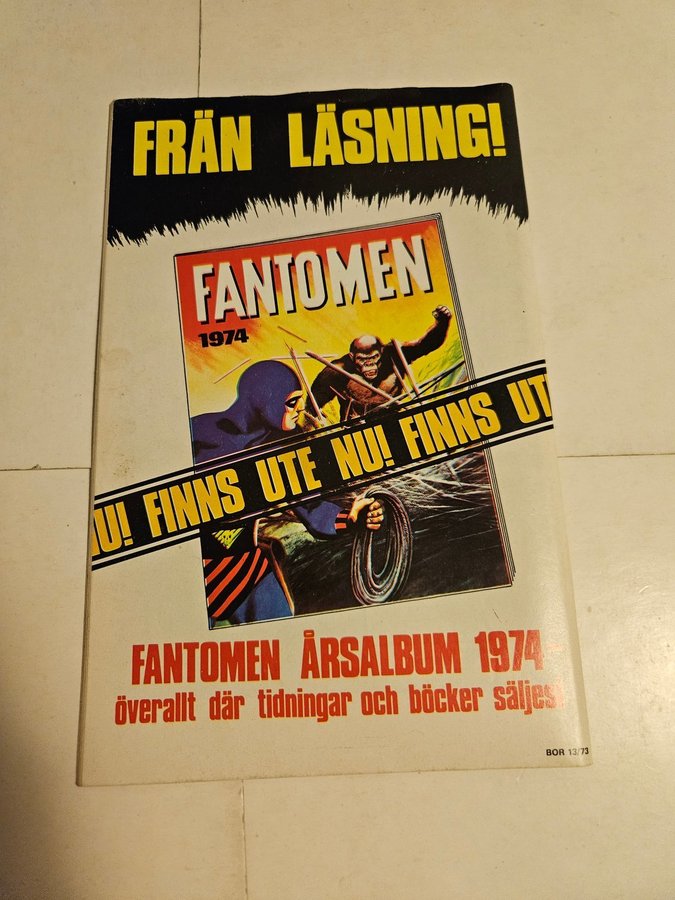 FRÄN LÄSNING!
FANTOMEN
1974
NU! FINNS UTE NU! FINNS UT
FANTOMEN ÅRSALBUM 1974-
överallt där tidningar och böcker säljes!
BOR 13/73